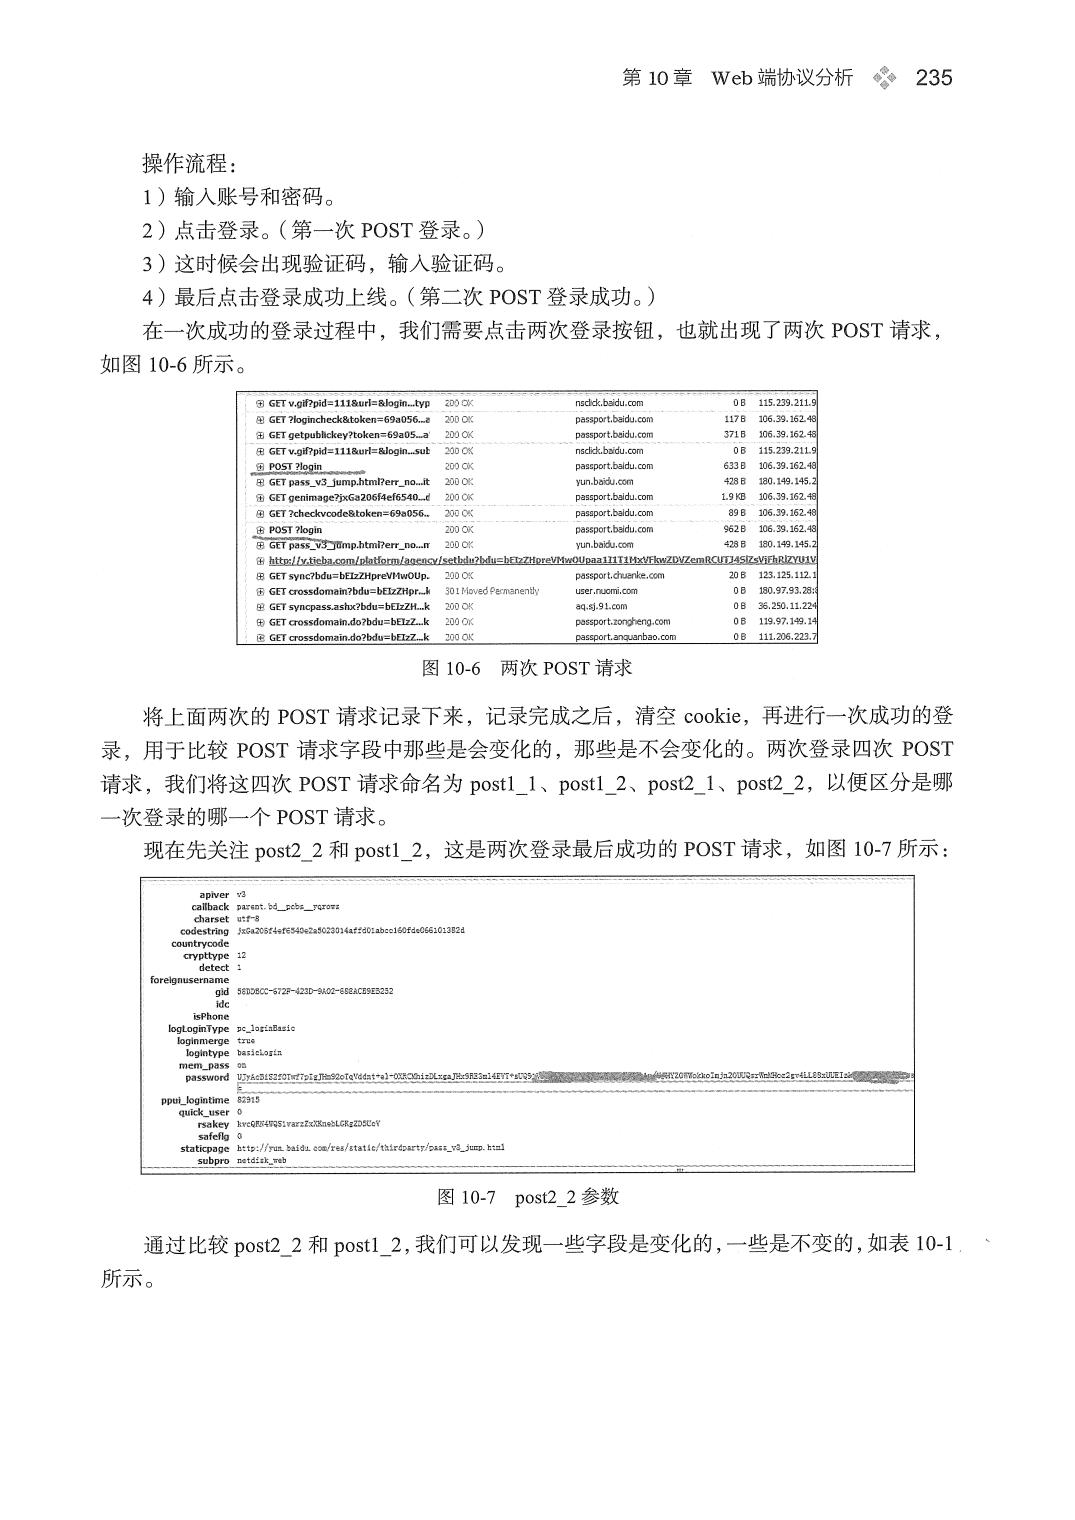 第 10 章 Web 端协议分析 235
操作流程：
1）输入账号和密码。
2）点击登录。（第一次 POST 登录。）
3）这时候会出现验证码，输入验证码。
4）最后点击登录成功上线。（第二次 POST 登录成功。）
在一次成功的登录过程中，我们需要点击两次登录按钮，也就出现了两次 POST 请求，
如图 10-6 所示。
GET v.gif?pid=111&url=&login...typ 200 OK nsclick.baidu.com 0 B 115.239.211.9
GET ?logincheck&token=69a056...a 200 OK passport.baidu.com 117 B 106.39.162.48
GET getpublickey?token=69a05...a 200 OK passport.baidu.com 371 B 106.39.162.48
GET v.gif?pid=111&url=&login...sub 200 OK nsclick.baidu.com 0 B 115.239.211.9
POST ?login 200 OK passport.baidu.com 633 B 106.39.162.48
GET pass_v3_jump.html?err_no...it 200 OK yun.baidu.com 428 B 180.149.145.2
GET genimage?jxGa206f4ef6540...d 200 OK passport.baidu.com 1.9 KB 106.39.162.48
GET ?checkvcode&token=69a056.. 200 OK passport.baidu.com 89 B 106.39.162.48
POST ?login 200 OK passport.baidu.com 962 B 106.39.162.48
GET pass_v3_jump.html?err_no...m 200 OK yun.baidu.com 428 B 180.149.145.2
GET sync?bdu=bEIzZHpreVMwOUp. 200 OK passport.chuanke.com 20 B 123.125.112.1
GET crossdomain?bdu=bEIzZHpr...k 301 Moved Permanently user.nuomi.com 0 B 180.97.93.28:8
GET syncpass.ashx?bdu=bEIzZH...k 200 OK aq.sj.91.com 0 B 36.250.11.224
GET crossdomain.do?bdu=bEIzZ...k 200 OK passport.zongheng.com 0 B 119.97.149.14
GET crossdomain.do?bdu=bEIzZ...k 200 OK passport.anquanbao.com 0 B 111.206.223.7
图 10-6 两次 POST 请求
将上面两次的 POST 请求记录下来，记录完成之后，清空 cookie，再进行一次成功的登
录，用于比较 POST 请求字段中那些是会变化的，那些是不会变化的。两次登录四次 POST
请求，我们将这四次 POST 请求命名为 post1_1、post1_2、post2_1、post2_2，以便区分是哪
一次登录的哪一个 POST 请求。
现在先关注 post2_2 和 post1_2，这是两次登录最后成功的 POST 请求，如图 10-7 所示：
apiver v3
callback parent.bd__pcbs__yqrows
charset utf-8
codestring
countrycode
crypttype 12
detect 1
foreignusername
gid
idc
isPhone
logLoginType pc_loginBasic
loginmerge true
logintype basicLogin
mem_pass on
password
ppui_logintime 82915
quick_user 0
rsakey
safeflg 0
staticpage http://yun.baidu.com/res/static/thirdparty/pass_v3_jump.html
subpro netdisk_web
图 10-7 post2_2 参数
通过比较 post2_2 和 post1_2，我们可以发现一些字段是变化的，一些是不变的，如表 10-1
所示。